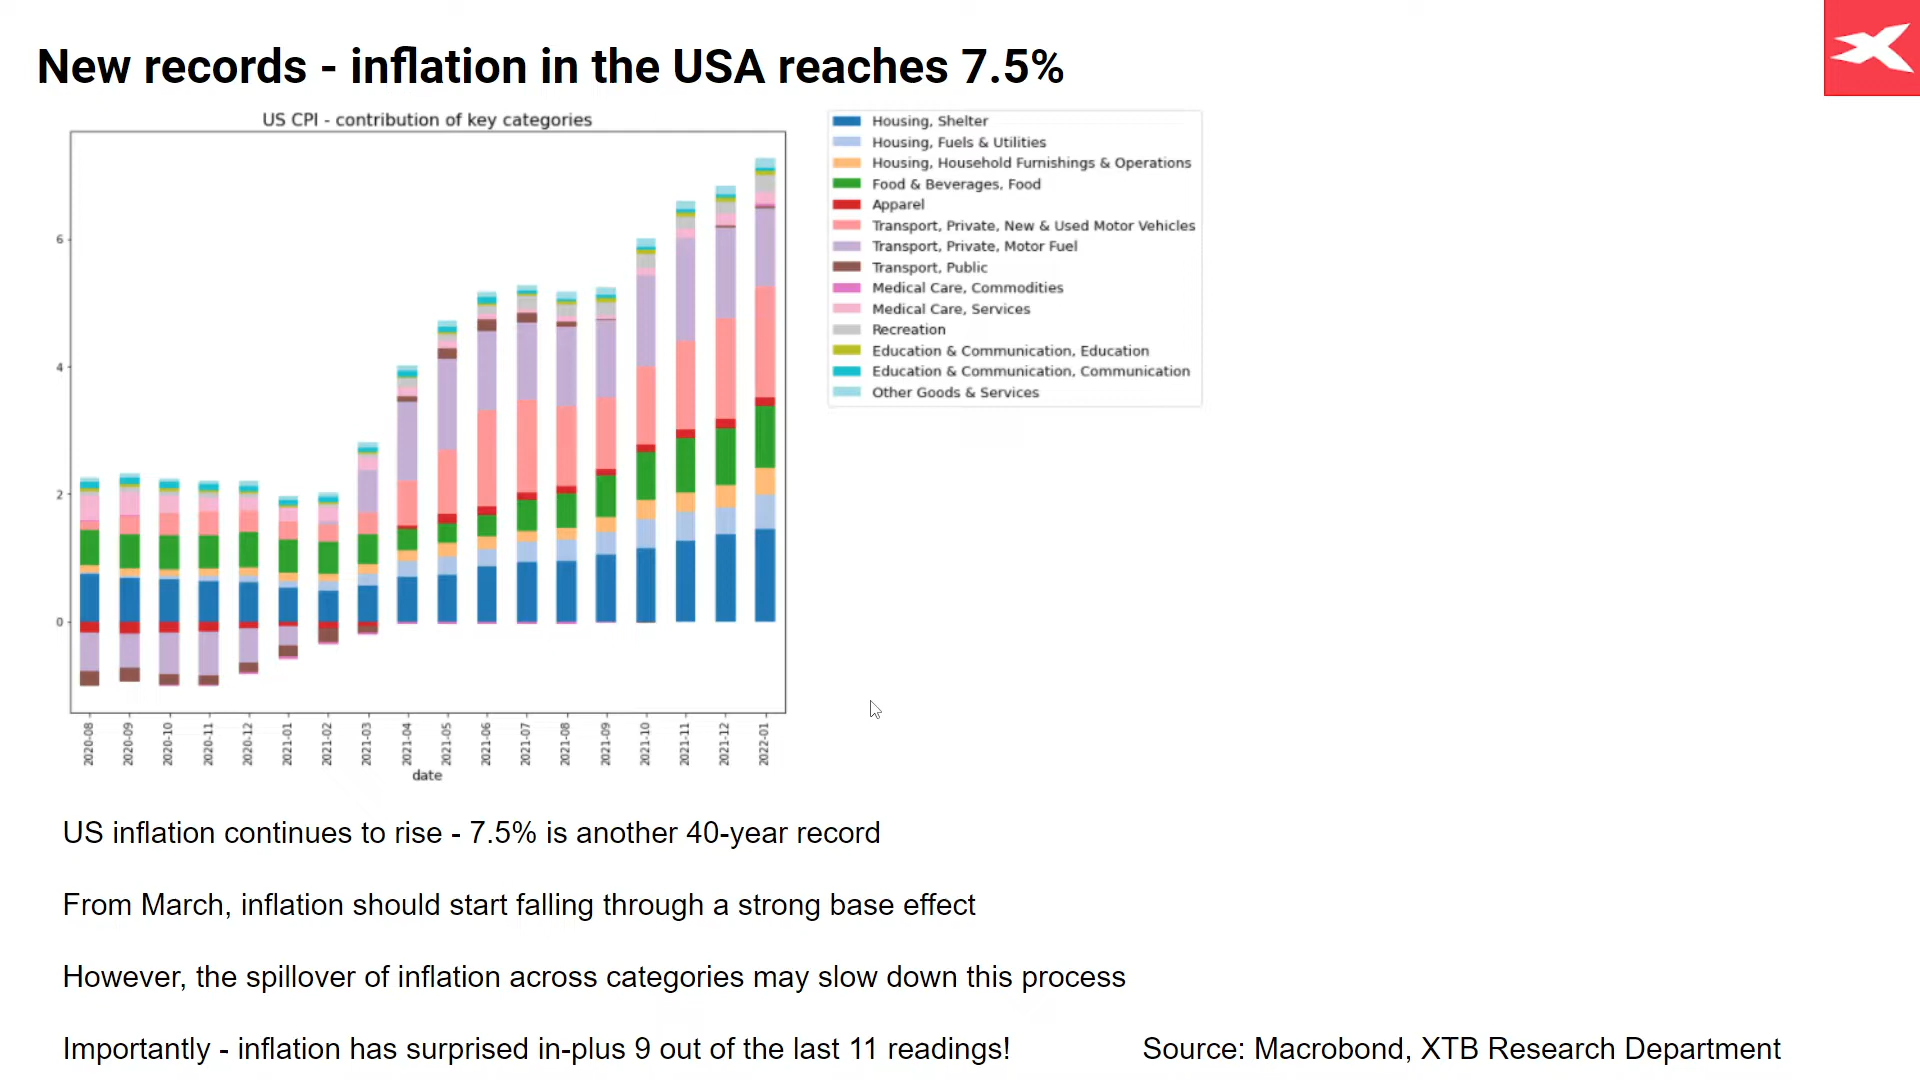 New records - inflation in the USA reaches 7.5%
US CPI - contribution of key categories
Housing, Shelter
Housing, Fuels & Utilities
Housing, Household Furnishings & Operations
Food & Beverages, Food
Apparel
Transport, Private, New & Used Motor Vehicles
Transport, Private, Motor Fuel
Transport, Public
Medical Care, Commodities
Medical Care, Services
Recreation
Education & Communication, Education
Education & Communication, Communication
Other Goods & Services
6
4
2
0
2020-08
2020-09
2020-10
2020-11
2020-12
2021-01
2021-02
2021-03
2021-04
2021-05
2021-06
2021-07
2021-08
2021-09
2021-10
2021-11
2021-12
2022-01
date
US inflation continues to rise - 7.5% is another 40-year record
From March, inflation should start falling through a strong base effect
However, the spillover of inflation across categories may slow down this process
Importantly - inflation has surprised in-plus 9 out of the last 11 readings!
Source: Macrobond, XTB Research Department